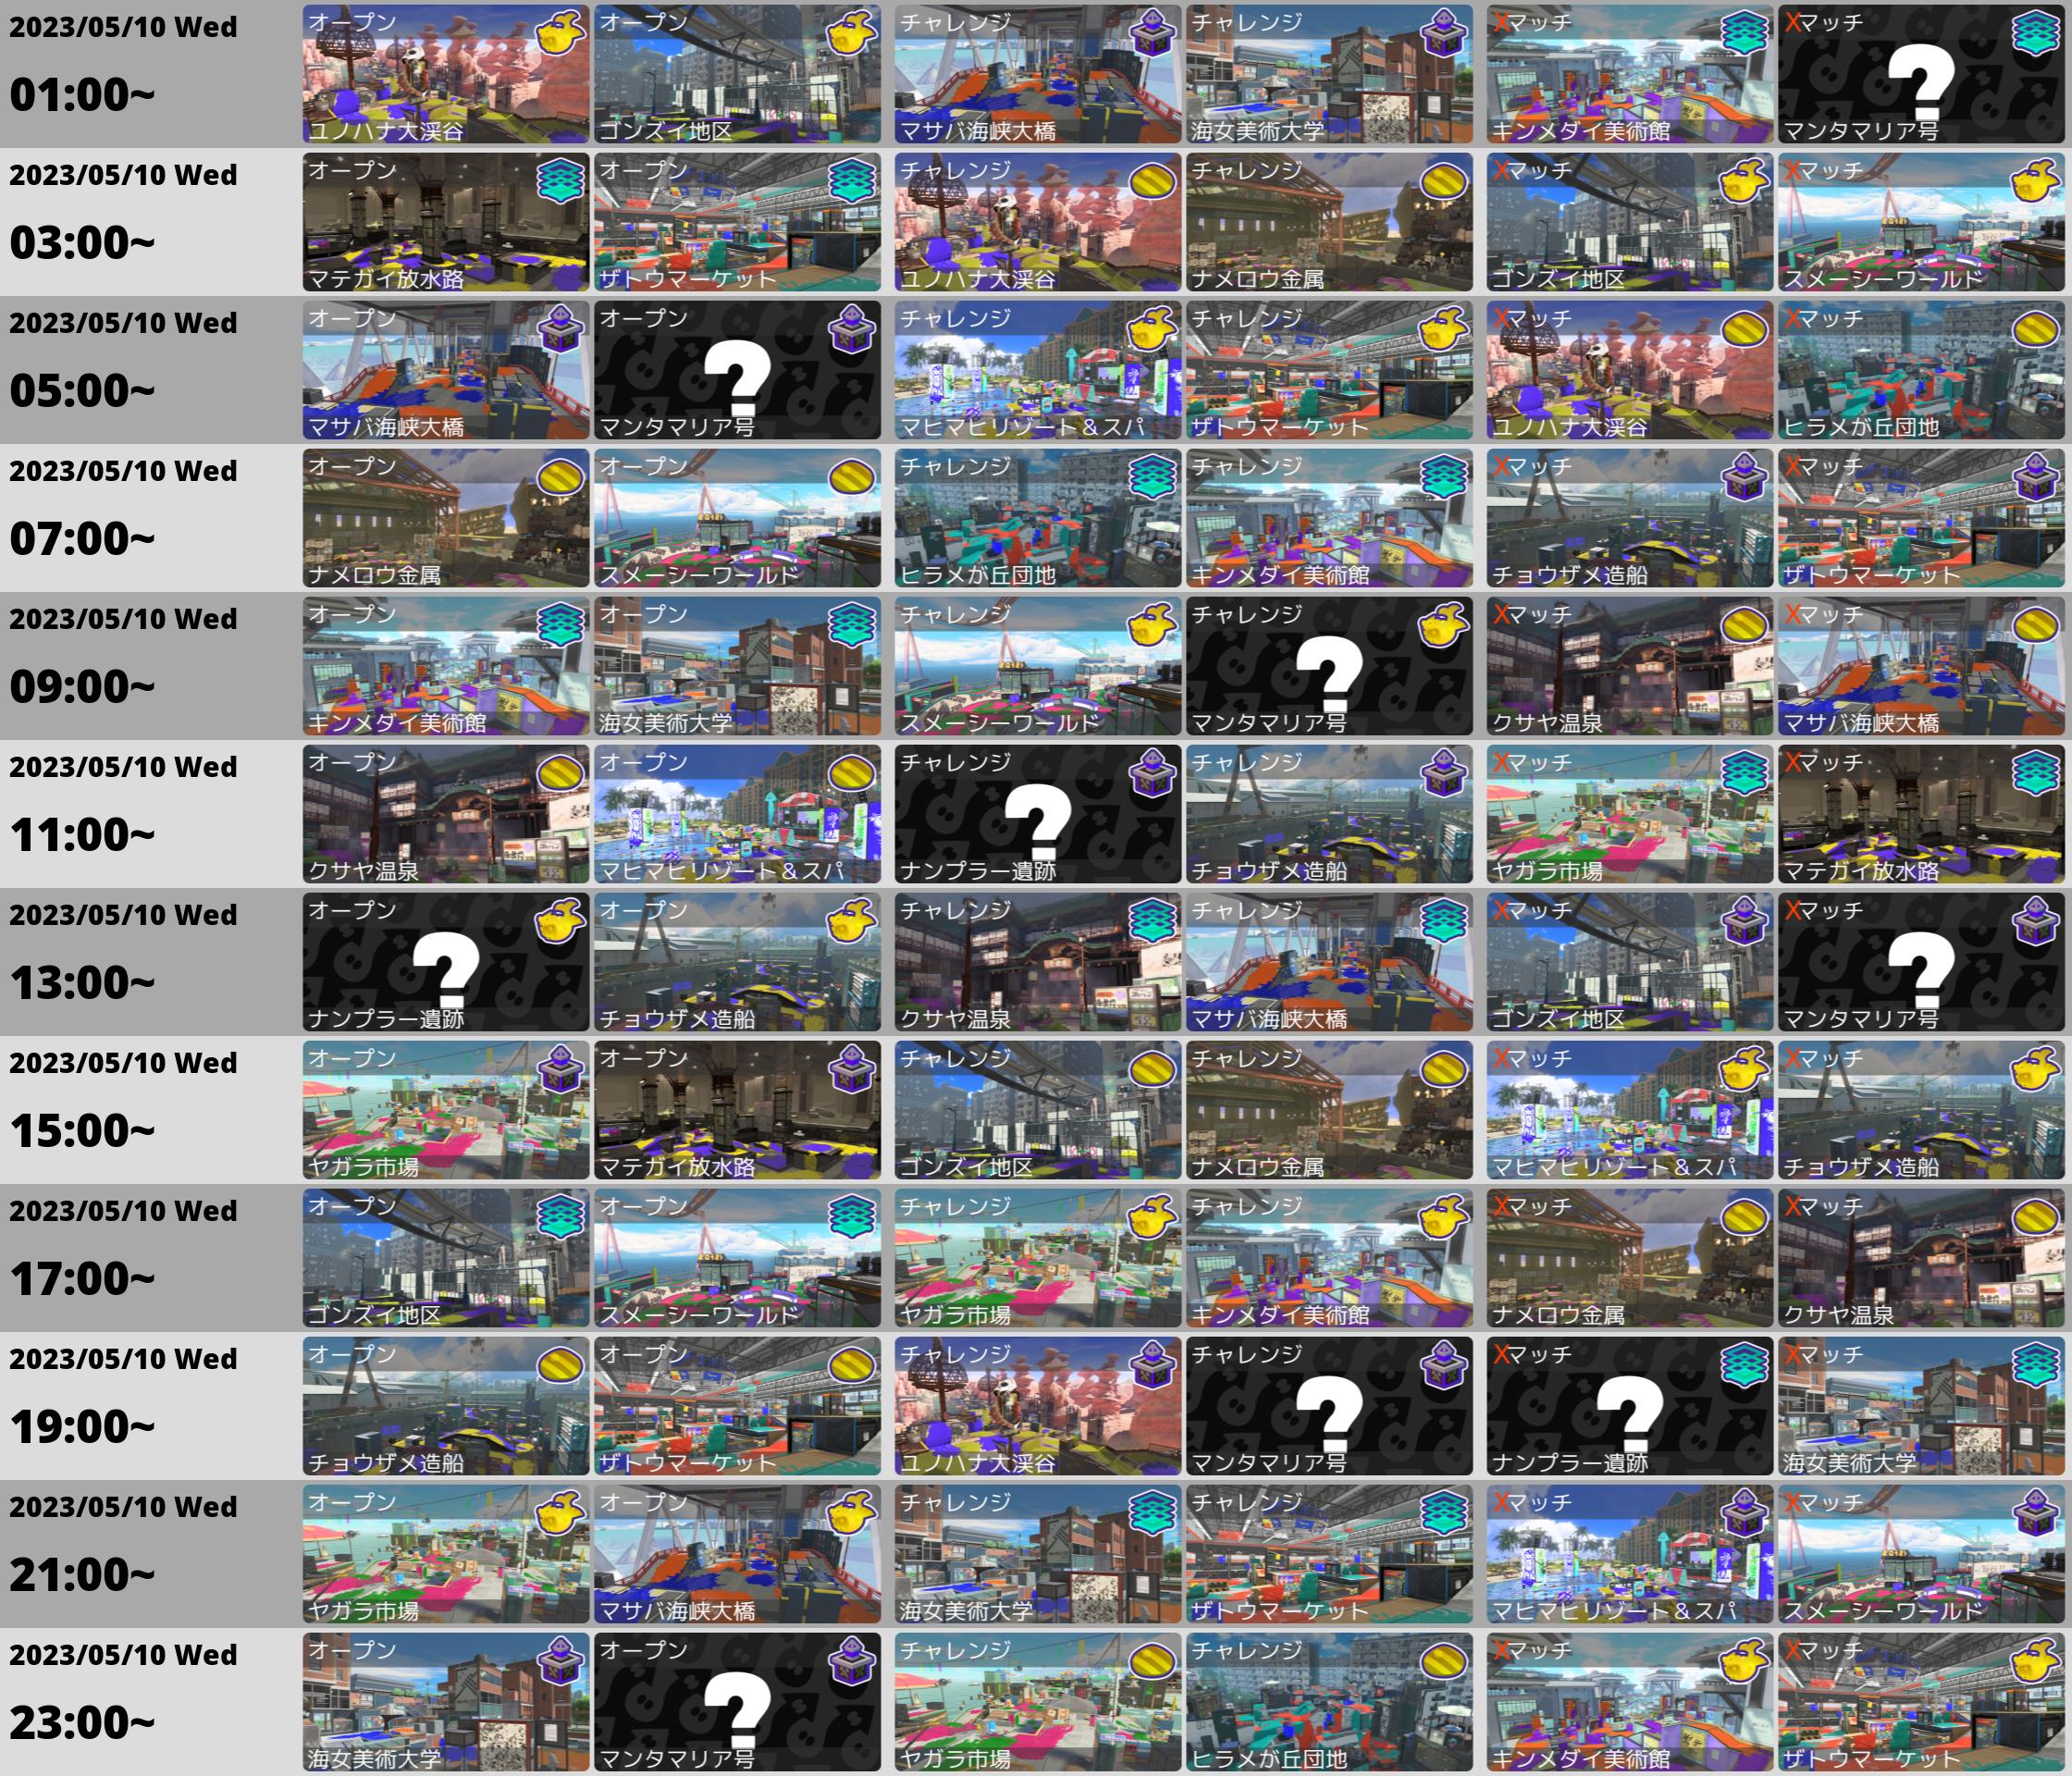 2023/05/10 Wed
01:00~
オープン オープン チャレンジ チャレンジ Xマッチ Xマッチ
ユノハナ大渓谷 ゴンズイ地区 マサバ海峡大橋 海女美術大学 キンメダイ美術館 マンタマリア号
2023/05/10 Wed
03:00~
オープン オープン チャレンジ チャレンジ Xマッチ Xマッチ
マテガイ放水路 ザトウマーケット ユノハナ大渓谷 ナメロウ金属 ゴンズイ地区 スメーシーワールド
2023/05/10 Wed
05:00~
オープン オープン チャレンジ チャレンジ Xマッチ Xマッチ
マサバ海峡大橋 マンタマリア号 マヒマヒリゾート＆スパ ザトウマーケット ユノハナ大渓谷 ヒラメが丘団地
2023/05/10 Wed
07:00~
オープン オープン チャレンジ チャレンジ Xマッチ Xマッチ
ナメロウ金属 スメーシーワールド ヒラメが丘団地 キンメダイ美術館 チョウザメ造船 ザトウマーケット
2023/05/10 Wed
09:00~
オープン オープン チャレンジ チャレンジ Xマッチ Xマッチ
キンメダイ美術館 海女美術大学 スメーシーワールド マンタマリア号 クサヤ温泉 マサバ海峡大橋
2023/05/10 Wed
11:00~
オープン オープン チャレンジ チャレンジ Xマッチ Xマッチ
クサヤ温泉 マヒマヒリゾート＆スパ ナンプラー遺跡 チョウザメ造船 ヤガラ市場 マテガイ放水路
2023/05/10 Wed
13:00~
オープン オープン チャレンジ チャレンジ Xマッチ Xマッチ
ナンプラー遺跡 チョウザメ造船 クサヤ温泉 マサバ海峡大橋 ゴンズイ地区 マンタマリア号
2023/05/10 Wed
15:00~
オープン オープン チャレンジ チャレンジ Xマッチ Xマッチ
ヤガラ市場 マテガイ放水路 ゴンズイ地区 ナメロウ金属 マヒマヒリゾート＆スパ チョウザメ造船
2023/05/10 Wed
17:00~
オープン オープン チャレンジ チャレンジ Xマッチ Xマッチ
ゴンズイ地区 スメーシーワールド ヤガラ市場 キンメダイ美術館 ナメロウ金属 クサヤ温泉
2023/05/10 Wed
19:00~
オープン オープン チャレンジ チャレンジ Xマッチ Xマッチ
チョウザメ造船 ザトウマーケット ユノハナ大渓谷 マンタマリア号 ナンプラー遺跡 海女美術大学
2023/05/10 Wed
21:00~
オープン オープン チャレンジ チャレンジ Xマッチ Xマッチ
ヤガラ市場 マサバ海峡大橋 海女美術大学 ザトウマーケット マヒマヒリゾート＆スパ スメーシーワールド
2023/05/10 Wed
23:00~
オープン オープン チャレンジ チャレンジ Xマッチ Xマッチ
海女美術大学 マンタマリア号 ヤガラ市場 ヒラメが丘団地 キンメダイ美術館 ザトウマーケット